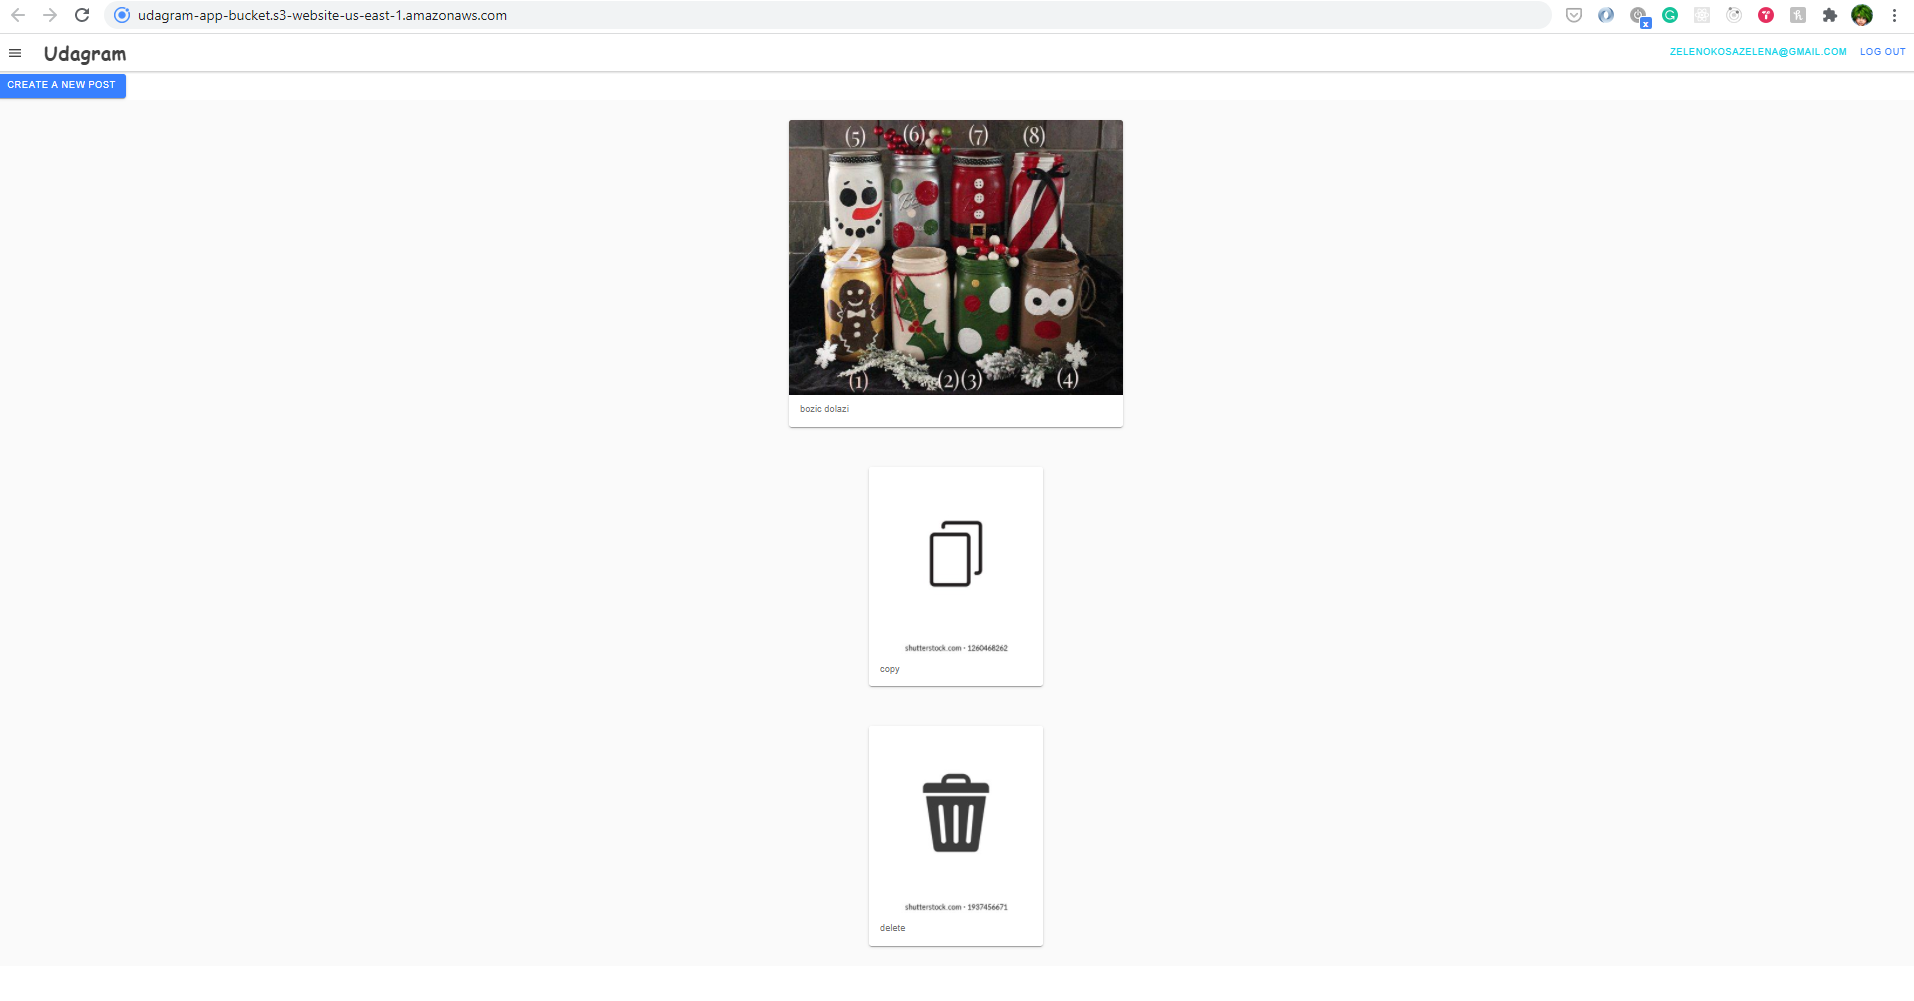 udagram-app-bucket.s3-website-us-east-1.amazonaws.com
Udagram
ZELENOKOSAZELENA@GMAIL.COM LOG OUT
CREATE A NEW POST
(5) (6) (7) (8)
(1) (2) (3) (4)
bozic dolazi
shutterstock.com · 1260468262
copy
shutterstock.com · 1937456671
delete